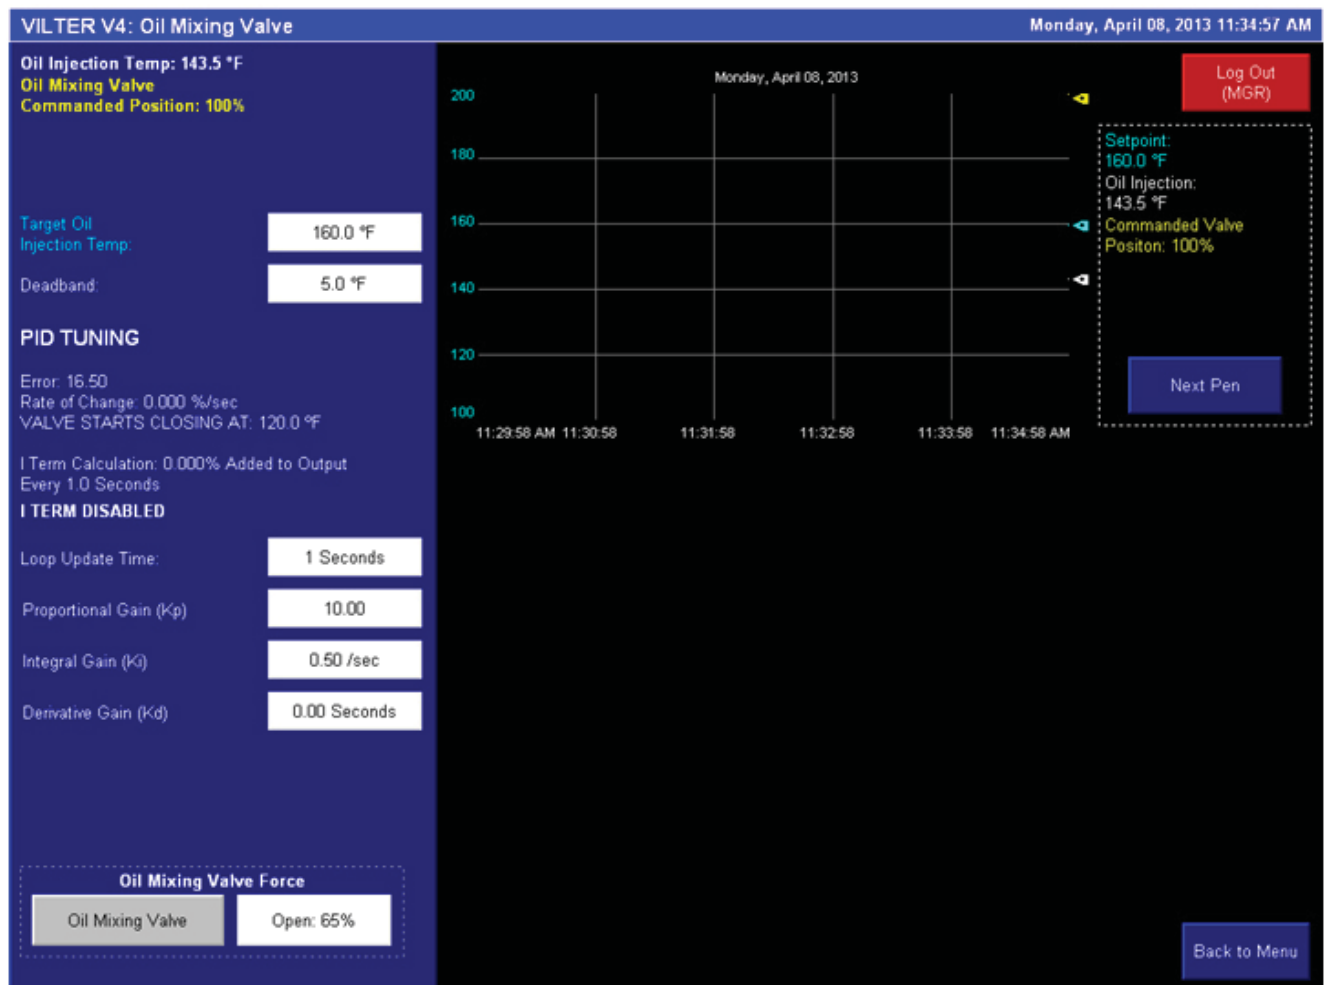 VILTER V4: Oil Mixing Valve
Monday, April 08, 2013 11:34:57 AM
Oil Injection Temp: 143.5 °F
Oil Mixing Valve
Commanded Position: 100%
Target Oil
Injection Temp:
160.0 °F
Deadband:
5.0 °F
PID TUNING
Error: 16.50
Rate of Change: 0.000 %/sec
VALVE STARTS CLOSING AT: 120.0 °F
I Term Calculation: 0.000% Added to Output
Every 1.0 Seconds
I TERM DISABLED
Loop Update Time:
1 Seconds
Proportional Gain (Kp)
10.00
Integral Gain (Ki)
0.50 /sec
Derivative Gain (Kd)
0.00 Seconds
Oil Mixing Valve Force
Oil Mixing Valve
Open: 65%
Monday, April 08, 2013
200
180
160
140
120
100
11:29:58 AM 11:30:58 11:31:58 11:32:58 11:33:58 11:34:58 AM
Log Out
(MGR)
Setpoint:
160.0 °F
Oil Injection:
143.5 °F
Commanded Valve
Positon: 100%
Next Pen
Back to Menu